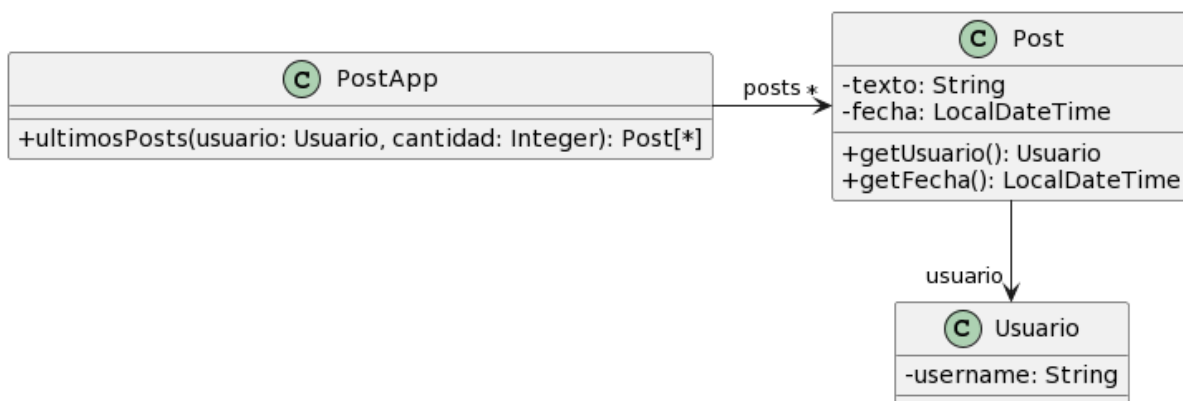 C PostApp
+ultimosPosts(usuario: Usuario, cantidad: Integer): Post[*]
posts *
C Post
-texto: String
-fecha: LocalDateTime
+getUsuario(): Usuario
+getFecha(): LocalDateTime
usuario
C Usuario
-username: String